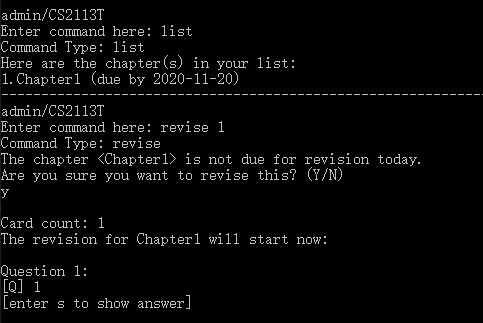 admin/CS2113T
Enter command here: list
Command Type: list
Here are the chapter(s) in your list:
1.Chapter1 (due by 2020-11-20)
--------------------------------------------------------------------
admin/CS2113T
Enter command here: revise 1
Command Type: revise
The chapter <Chapter1> is not due for revision today.
Are you sure you want to revise this? (Y/N)
y
Card count: 1
The revision for Chapter1 will start now:
Question 1:
[Q] 1
[enter s to show answer]